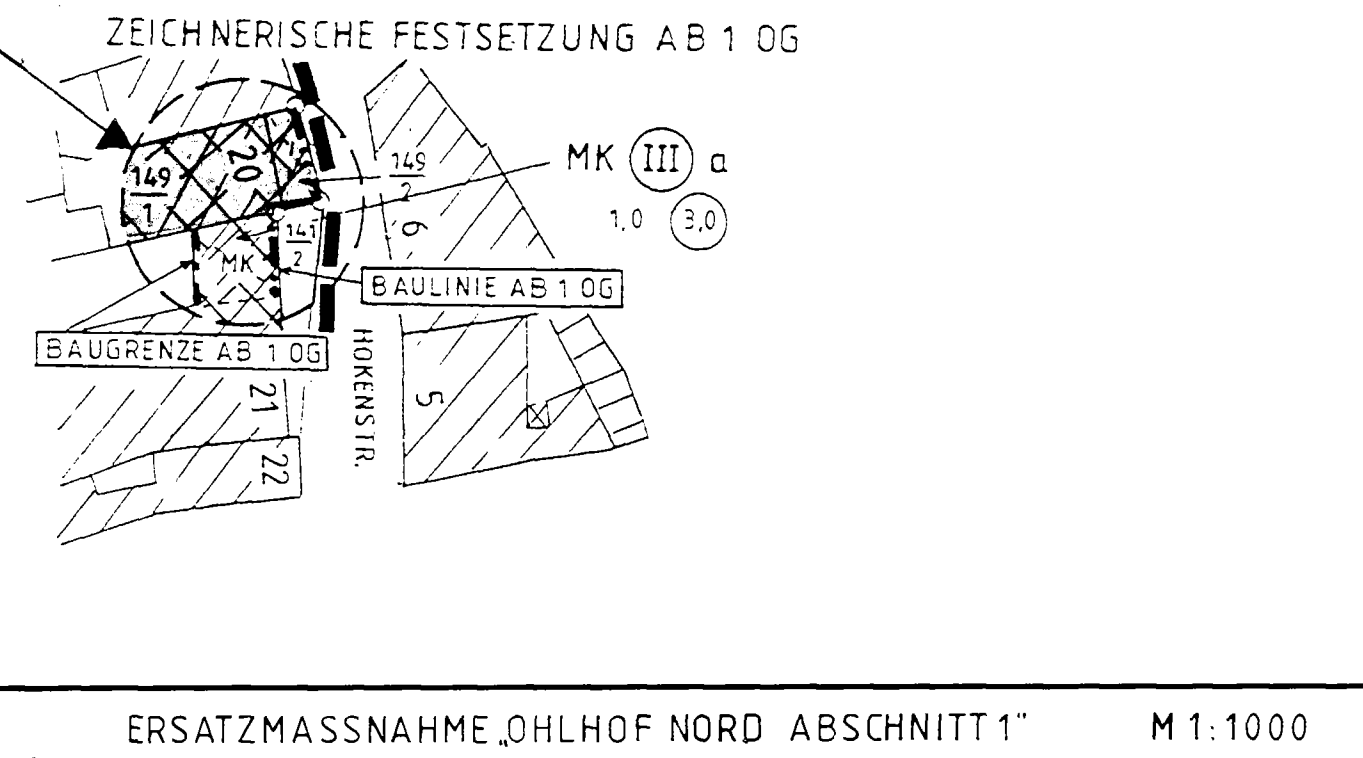 ZEICHNERISCHE FESTSETZUNG AB 1 OG
MK III a
1,0 3,0
149
1
20
149
2
6
141
2
MK
BAULINIE AB 1 OG
BAUGRENZE AB 1 OG
HOKENSTR.
21
5
22
ERSATZMASSNAHME „OHLHOF NORD ABSCHNITT 1" M 1:1000